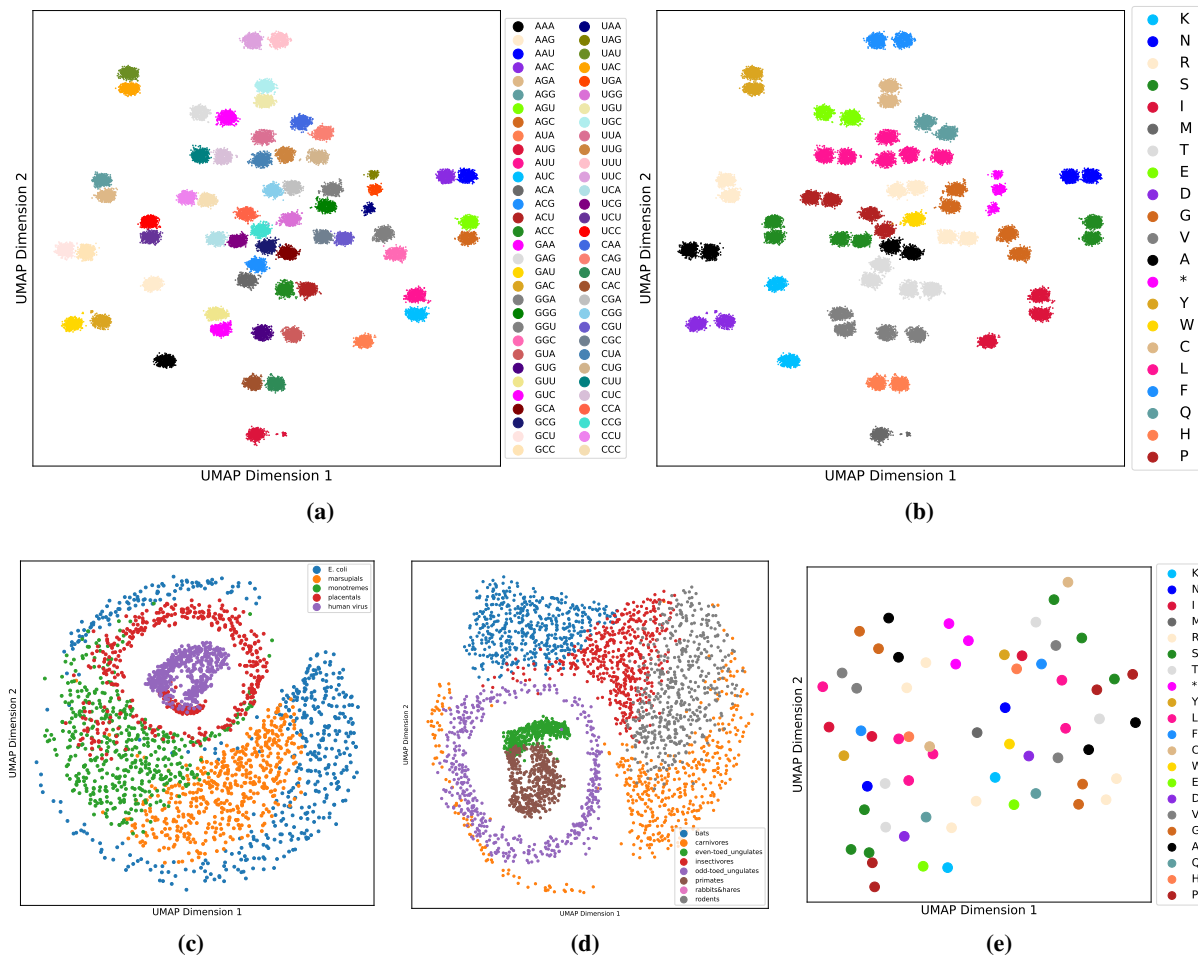 UMAP Dimension 2
AAA UAA
AAG UAG
AAU UAU
AAC UAC
AGA UGA
AGG UGG
AGU UGU
AGC UGC
AUA UUA
AUG UUG
AUU UUU
AUC UUC
ACA UCA
ACG UCG
ACU UCU
ACC UCC
GAA CAA
GAG CAG
GAU CAU
GAC CAC
GGA CGA
GGG CGG
GGU CGU
GGC CGC
GUA CUA
GUG CUG
GUU CUU
GUC CUC
GCA CCA
GCG CCG
GCU CCU
GCC CCC
UMAP Dimension 1
(a)
UMAP Dimension 2
K
N
R
S
I
M
T
E
D
G
V
A
*
Y
W
C
L
F
Q
H
P
UMAP Dimension 1
(b)
UMAP Dimension 2
E. coli
marsupials
monotremes
placentals
human virus
UMAP Dimension 1
(c)
UMAP Dimension 2
bats
carnivores
even-toed_ungulates
insectivores
odd-toed_ungulates
primates
rabbits&hares
rodents
UMAP Dimension 1
(d)
UMAP Dimension 2
K
N
I
M
R
S
T
*
Y
L
F
C
W
E
D
V
G
A
Q
H
P
UMAP Dimension 1
(e)